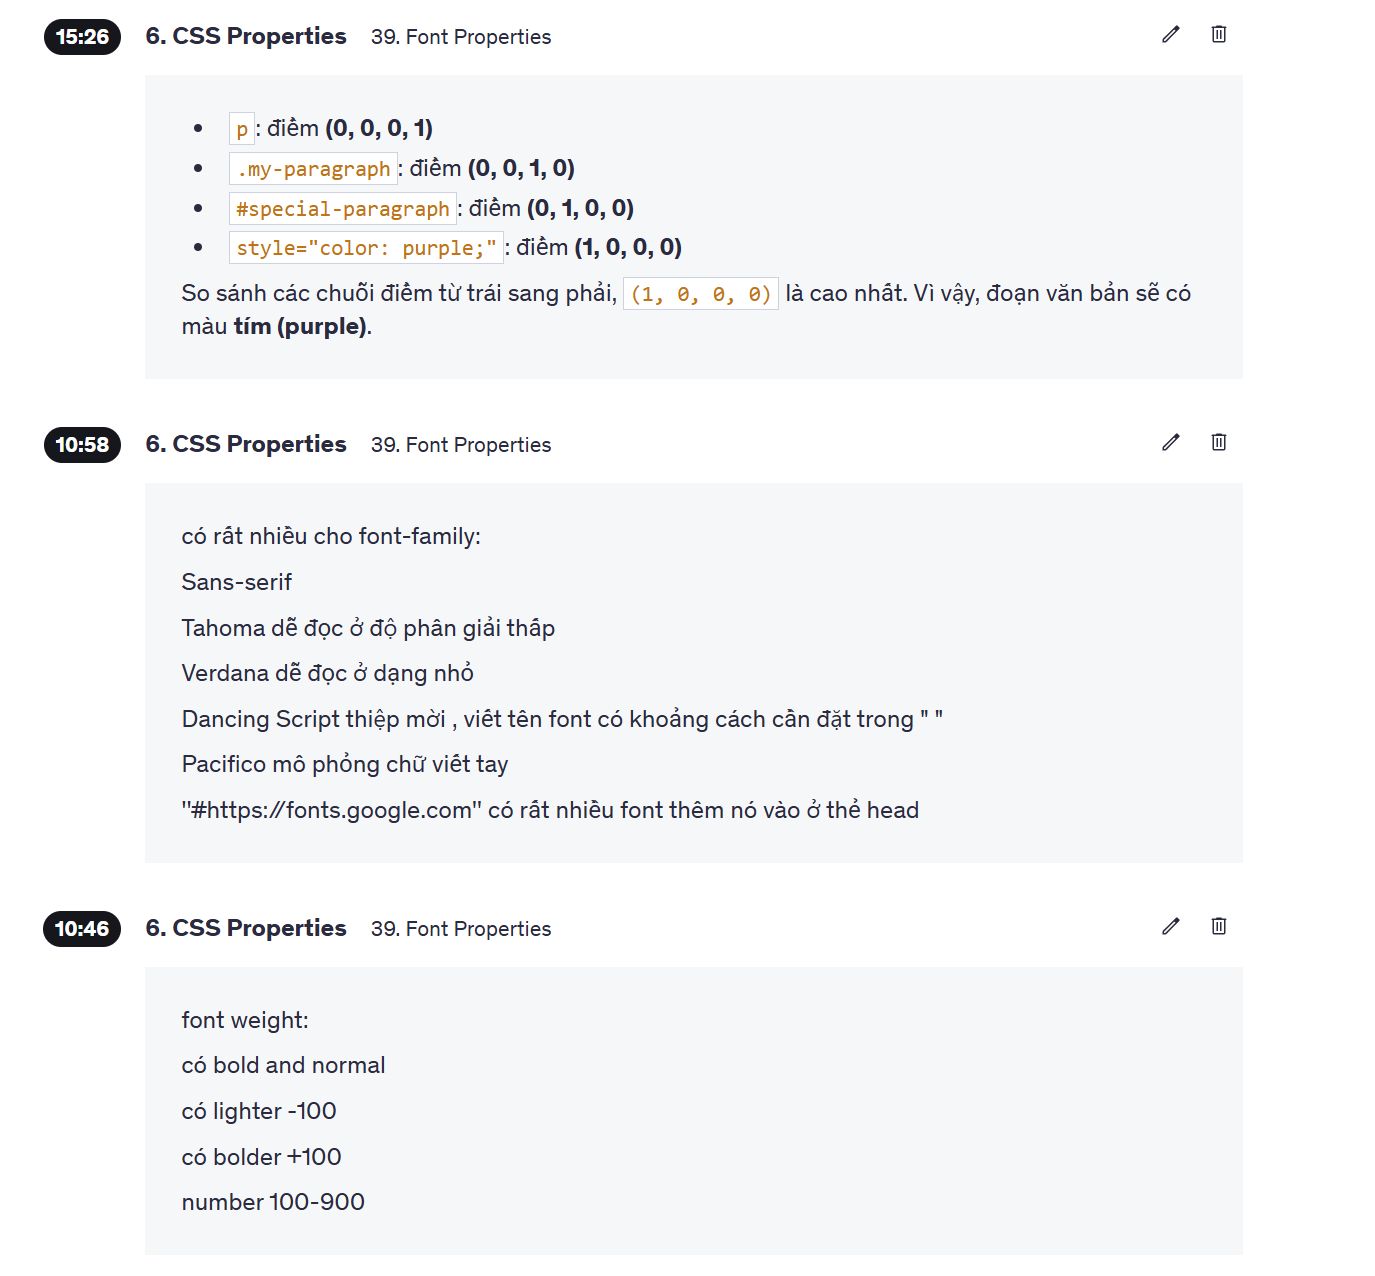 15:26 6. CSS Properties 39. Font Properties
p : điểm (0, 0, 0, 1)
.my-paragraph : điểm (0, 0, 1, 0)
#special-paragraph : điểm (0, 1, 0, 0)
style="color: purple;" : điểm (1, 0, 0, 0)
So sánh các chuỗi điểm từ trái sang phải, (1, 0, 0, 0) là cao nhất. Vì vậy, đoạn văn bản sẽ có
màu tím (purple).
10:58 6. CSS Properties 39. Font Properties
có rất nhiều cho font-family:
Sans-serif
Tahoma dễ đọc ở độ phân giải thấp
Verdana dễ đọc ở dạng nhỏ
Dancing Script thiệp mời , viết tên font có khoảng cách cần đặt trong " "
Pacifico mô phỏng chữ viết tay
"#https://fonts.google.com" có rất nhiều font thêm nó vào ở thẻ head
10:46 6. CSS Properties 39. Font Properties
font weight:
có bold and normal
có lighter -100
có bolder +100
number 100-900